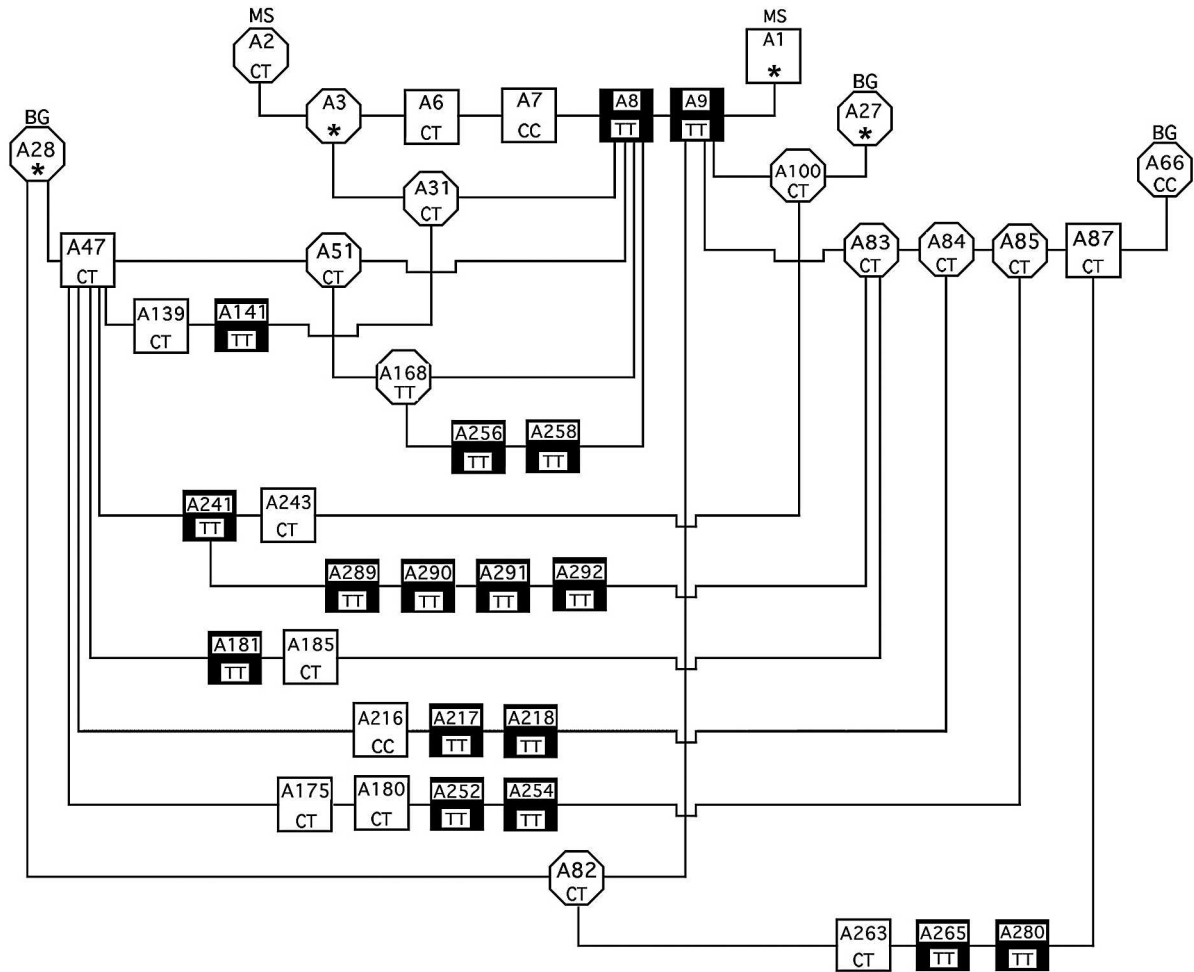 MS
A2
CT
MS
A1
*
A3
*
A6
CT
A7
CC
A8
TT
A9
TT
BG
A27
*
BG
A28
*
A100
CT
BG
A66
CC
A31
CT
A47
CT
A51
CT
A83
CT
A84
CT
A85
CT
A87
CT
A139
CT
A141
TT
A168
TT
A256
TT
A258
TT
A241
TT
A243
CT
A289
TT
A290
TT
A291
TT
A292
TT
A181
TT
A185
CT
A216
CC
A217
TT
A218
TT
A175
CT
A180
CT
A252
TT
A254
TT
A82
CT
A263
CT
A265
TT
A280
TT